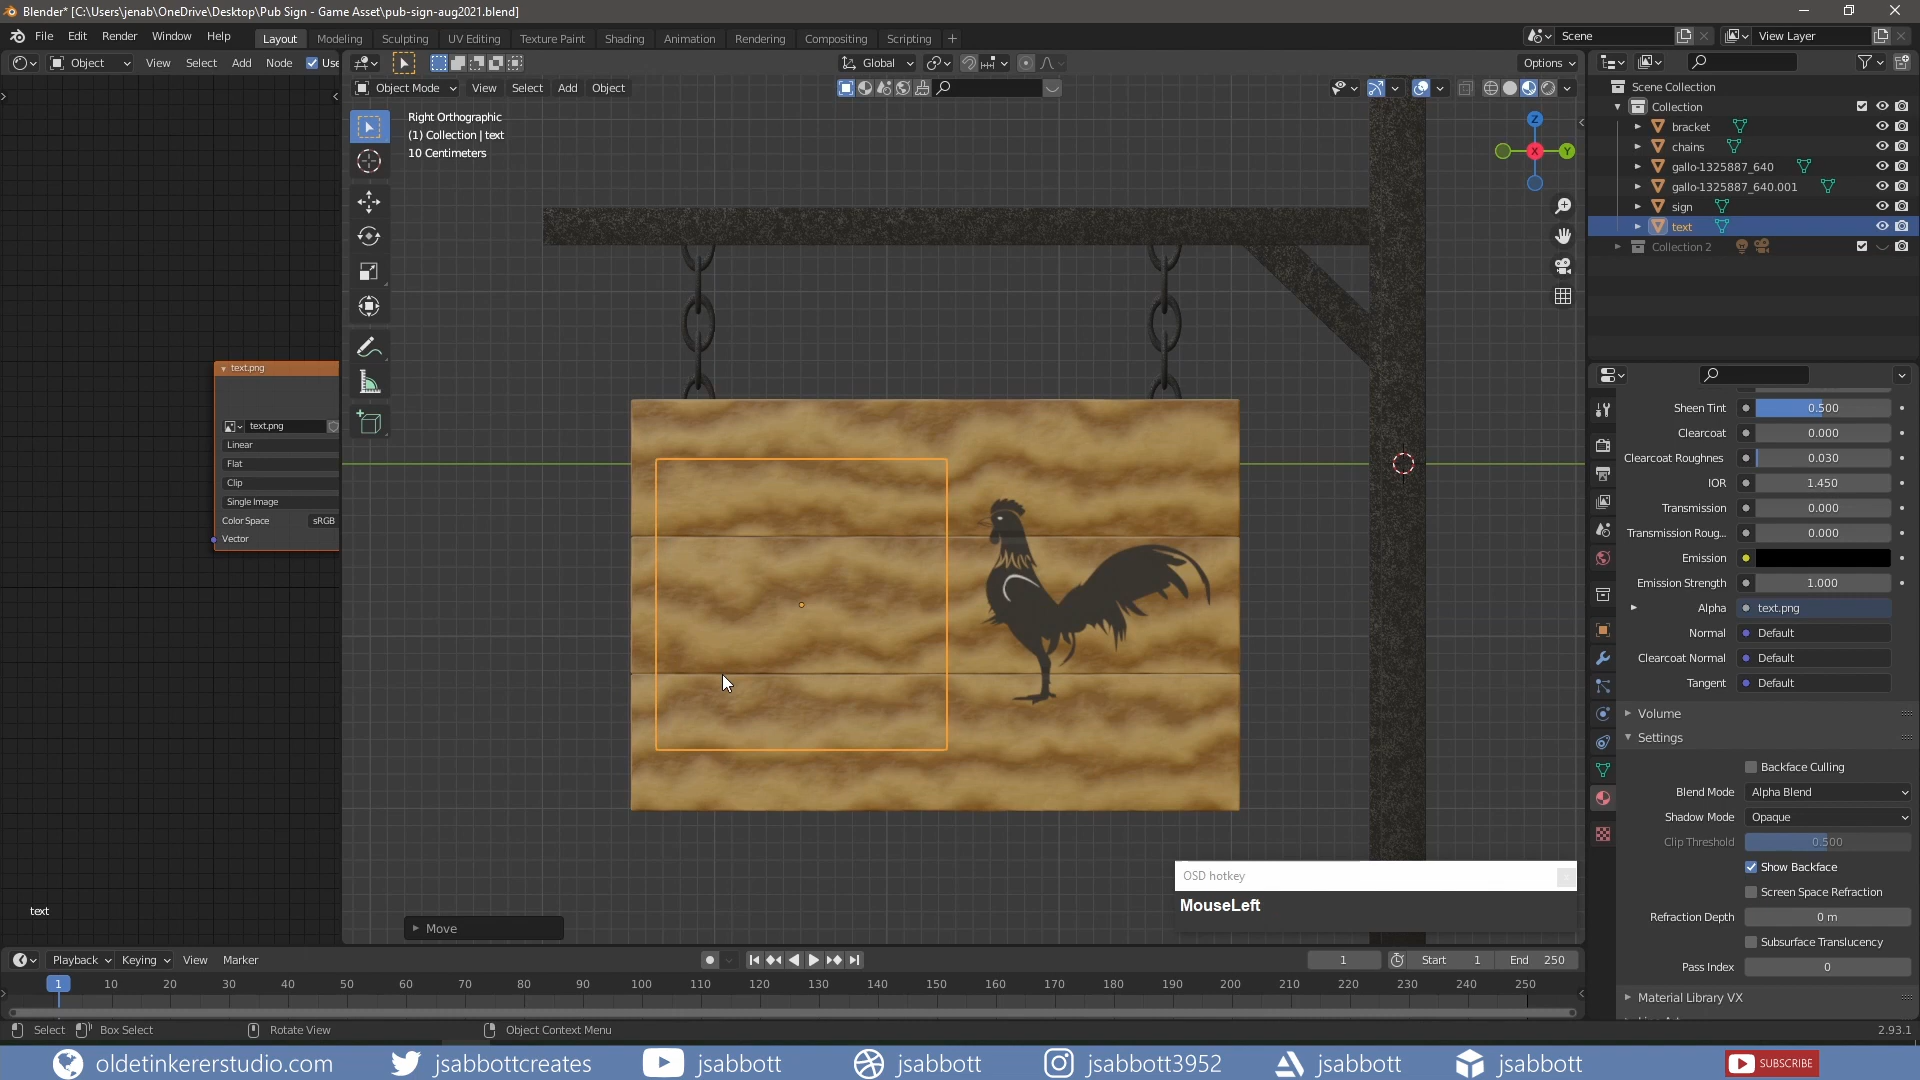 Blender* [C:\Users\jenab\OneDrive\Desktop\Pub Sign - Game Asset\pub-sign-aug2021.blend]
File Edit Render Window Help Layout Modeling Sculpting UV Editing Texture Paint Shading Animation Rendering Compositing Scripting + Scene View Layer
Object View Select Add Node Use Global Options
Object Mode View Select Add Object
Right Orthographic
(1) Collection | text
10 Centimeters
Z
X
Y
Scene Collection
Collection
bracket
chains
gallo-1325887_640
gallo-1325887_640.001
sign
text
Collection 2
text.png
text.png
Linear
Flat
Clip
Single Image
Color Space sRGB
Vector
text
Sheen Tint 0.500
Clearcoat 0.000
Clearcoat Roughnes 0.030
IOR 1.450
Transmission 0.000
Transmission Roug... 0.000
Emission
Emission Strength 1.000
Alpha text.png
Normal Default
Clearcoat Normal Default
Tangent Default
Volume
Settings
Backface Culling
Blend Mode Alpha Blend
Shadow Mode Opaque
Clip Threshold 0.500
Show Backface
Screen Space Refraction
Refraction Depth 0 m
Subsurface Translucency
Pass Index 0
Material Library VX
OSD hotkey
MouseLeft
Move
Playback Keying View Marker 1 Start 1 End 250
1 10 20 30 40 50 60 70 80 90 100 110 120 130 140 150 160 170 180 190 200 210 220 230 240 250
Select Box Select Rotate View Object Context Menu 2.93.1
oldetinkererstudio.com jsabbottcreates jsabbott jsabbott jsabbott3952 jsabbott jsabbott SUBSCRIBE